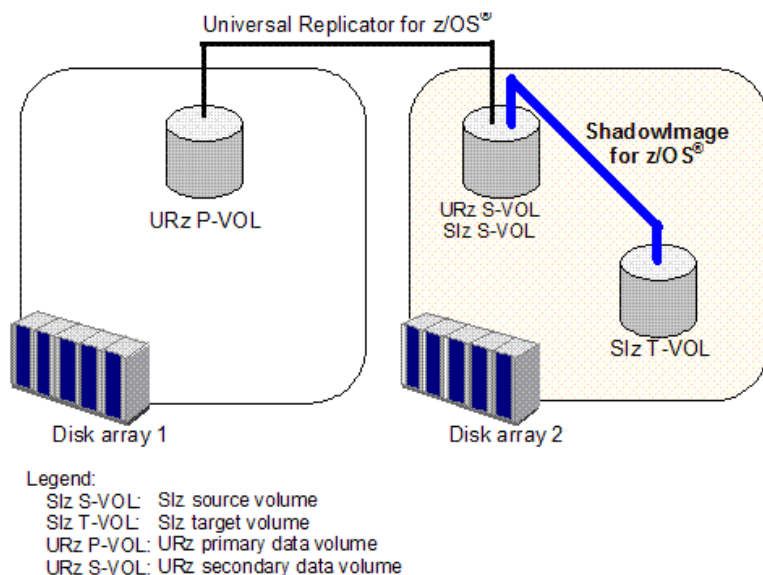 Universal Replicator for z/OS®
ShadowImage
for z/OS®
URz P-VOL
URz S-VOL
SIz S-VOL
SIz T-VOL
Disk array 1
Disk array 2
Legend:
SIz S-VOL: SIz source volume
SIz T-VOL: SIz target volume
URz P-VOL: URz primary data volume
URz S-VOL: URz secondary data volume